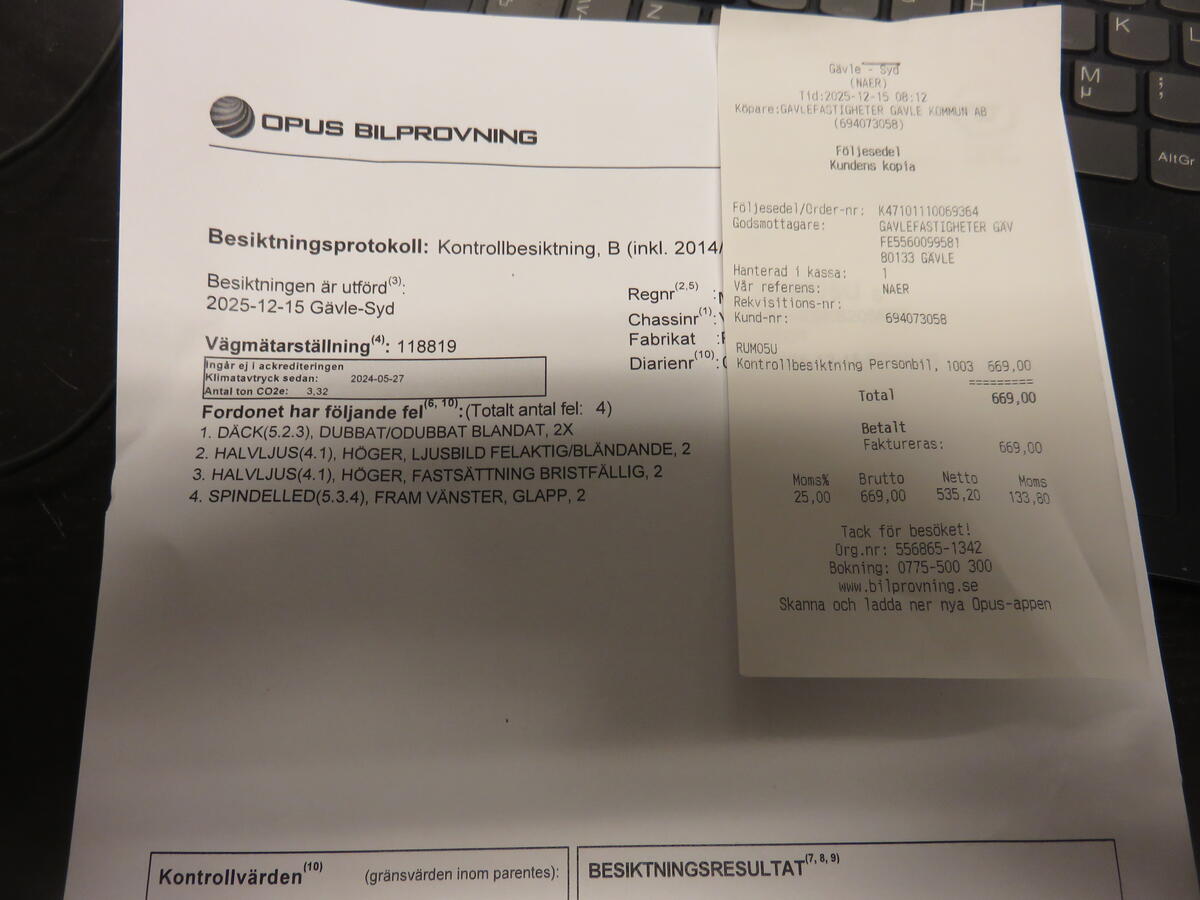 OPUS BILPROVNING
Besiktningsprotokoll: Kontrollbesiktning, B (inkl. 2014/
Besiktningen är utförd(3):
2025-12-15 Gävle-Syd
Regnr(2,5) :
Chassinr(1):
Fabrikat :
Diarienr(10) :
Vägmätarställning(4): 118819
Ingår ej i ackrediteringen
Klimatavtryck sedan: 2024-05-27
Antal ton CO2e: 3,32
Fordonet har följande fel(6, 10):(Totalt antal fel: 4)
1. DÄCK(5.2.3), DUBBAT/ODUBBAT BLANDAT, 2X
2. HALVLJUS(4.1), HÖGER, LJUSBILD FELAKTIG/BLÄNDANDE, 2
3. HALVLJUS(4.1), HÖGER, FASTSÄTTNING BRISTFÄLLIG, 2
4. SPINDELLED(5.3.4), FRAM VÄNSTER, GLAPP, 2
Kontrollvärden(10) (gränsvärden inom parentes):
BESIKTNINGSRESULTAT(7, 8, 9)
Gävle - Syd
(NAER)
Tid:2025-12-15 08:12
Köpare:GAVLEFASTIGHETER GAVLE KOMMUN AB
(694073058)
Följesedel
Kundens kopia
Följesedel/Order-nr: K47101110069364
Godsmottagare: GAVLEFASTIGHETER GÄV
FE5560099581
80133 GÄVLE
Hanterad i kassa: 1
Vår referens: NAER
Rekvisitions-nr:
Kund-nr: 694073058
RUM05U
Kontrollbesiktning Personbil, 1003 669,00
=========
Total 669,00
Betalt
Faktureras: 669,00
Moms% Brutto Netto Moms
25,00 669,00 535,20 133,80
Tack för besöket!
Org.nr: 556865-1342
Bokning: 0775-500 300
www.bilprovning.se
Skanna och ladda ner nya Opus-appen
Z
K
L
M
µ
;
,
AltGr